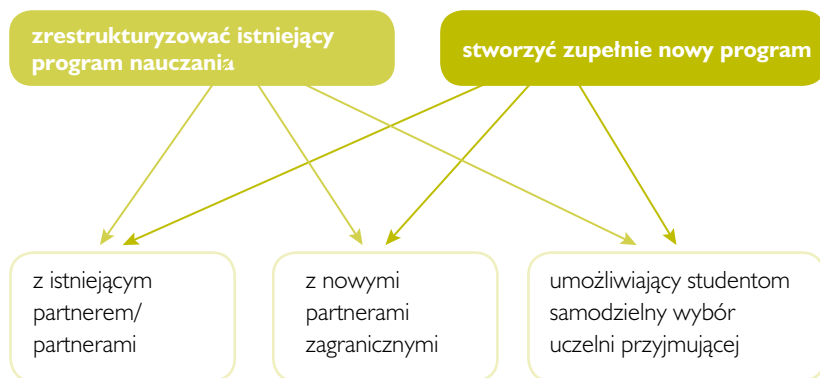 zrestrukturyzować istniejący
program nauczania
stworzyć zupełnie nowy program
z istniejącym
partnerem/
partnerami
z nowymi
partnerami
zagranicznymi
umożliwiający studentom
samodzielny wybór
uczelni przyjmującej